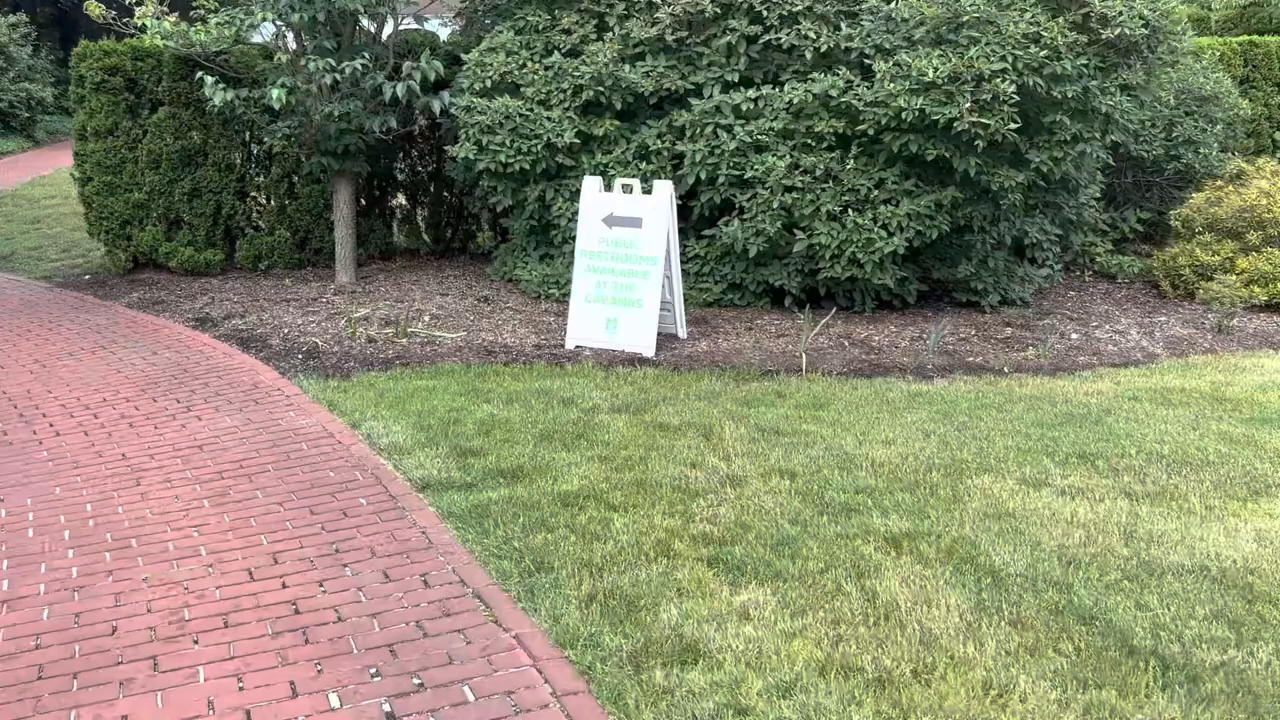 PUBLIC
RESTROOMS
AVAILABLE
AT THE
CABANAS